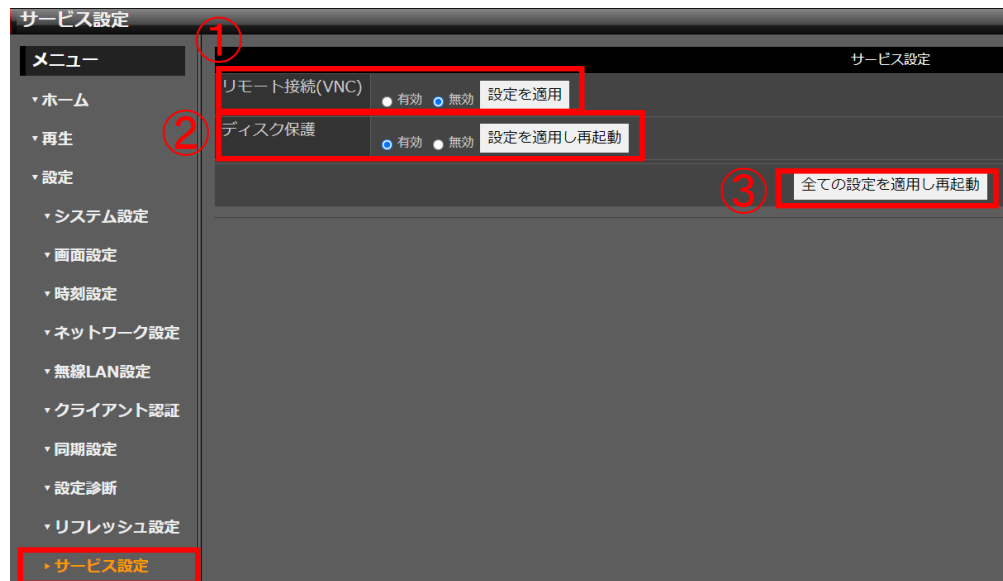 サービス設定
メニュー
▾ホーム
▾再生
▾設定
▾システム設定
▾画面設定
▾時刻設定
▾ネットワーク設定
▾無線LAN設定
▾クライアント認証
▾同期設定
▾設定診断
▾リフレッシュ設定
▸サービス設定
サービス設定
①
リモート接続(VNC) 有効 無効 設定を適用
②
ディスク保護 有効 無効 設定を適用し再起動
③ 全ての設定を適用し再起動